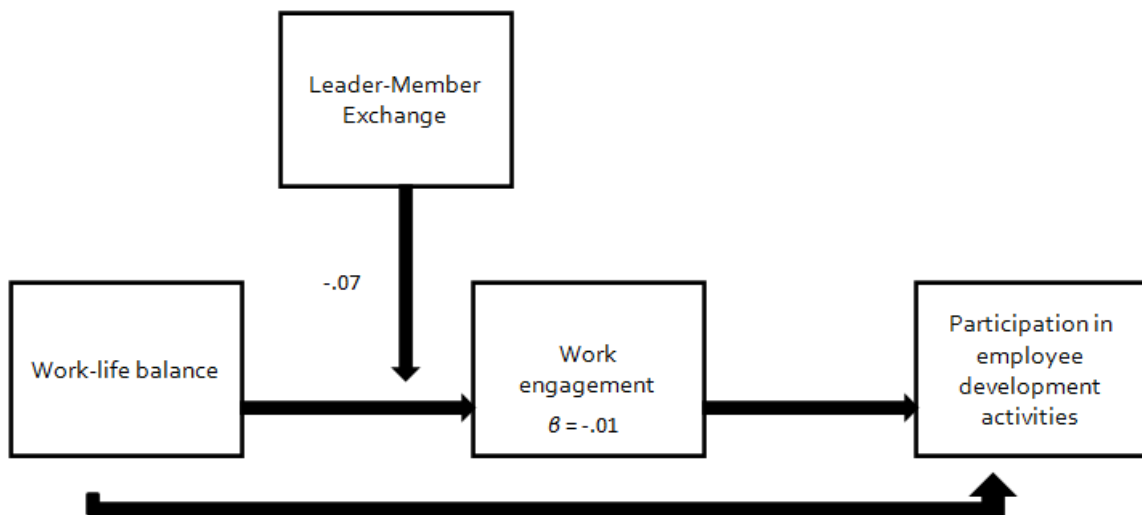 Leader-Member
Exchange
-.07
Work-life balance
Work
engagement
β = -.01
Participation in
employee
development
activities